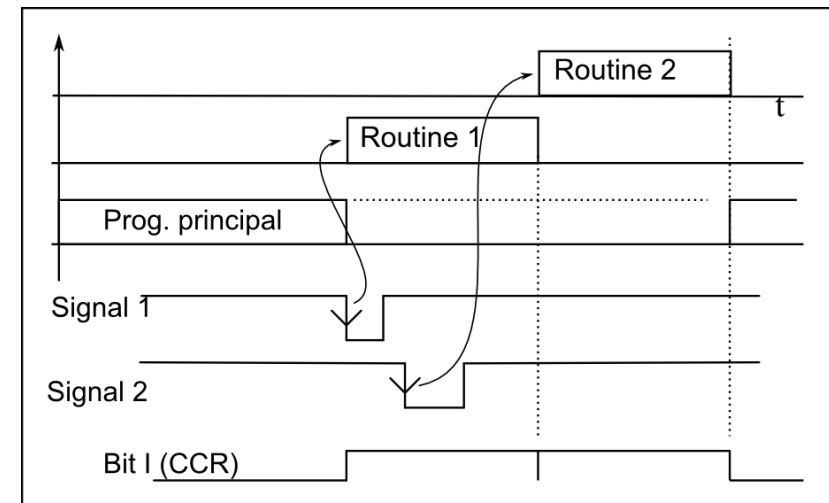 Routine 2
t
Routine 1
Prog. principal
Signal 1
Signal 2
Bit I (CCR)